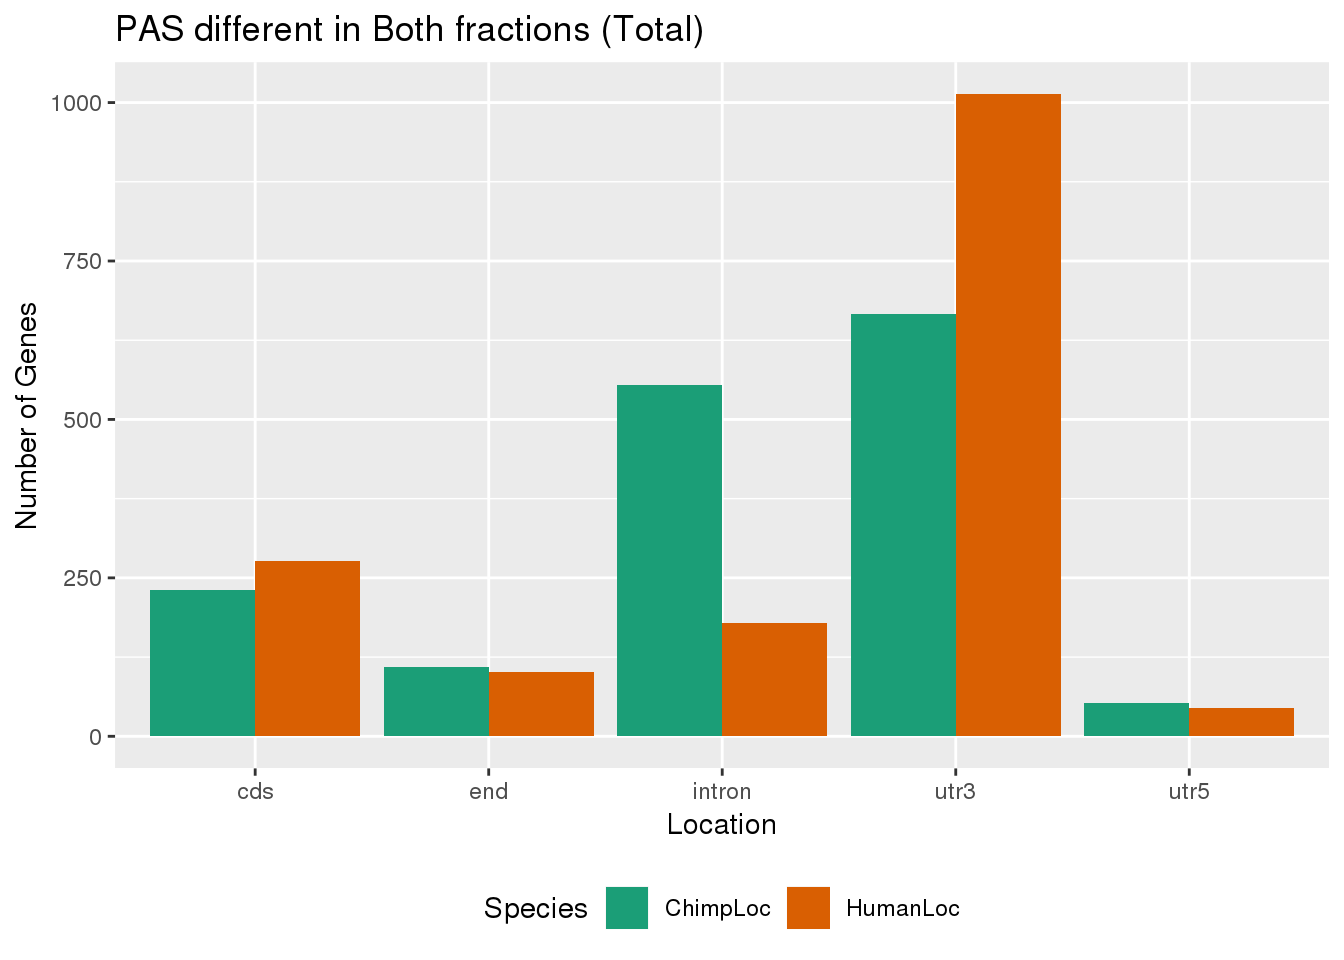 PAS different in Both fractions (Total)
Number of Genes
1000
750
500
250
0
cds end intron utr3 utr5
Location
Species ChimpLoc HumanLoc